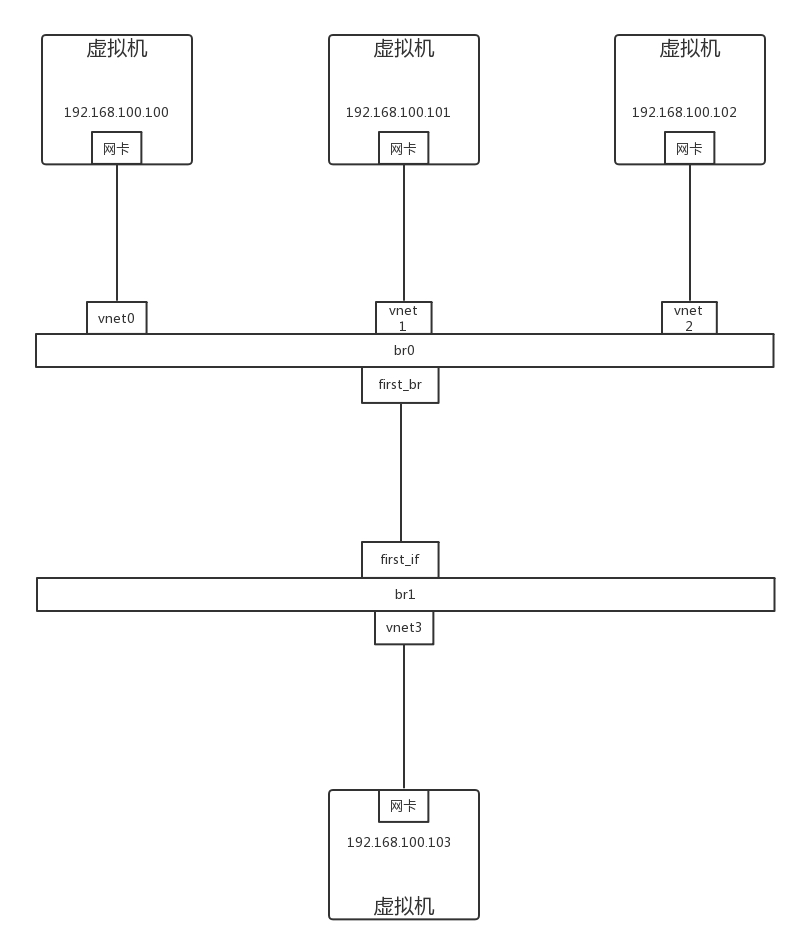 虚拟机
虚拟机
虚拟机
192.168.100.100
192.168.100.101
192.168.100.102
网卡
网卡
网卡
vnet0
vnet
1
vnet
2
br0
first_br
first_if
br1
vnet3
网卡
192.168.100.103
虚拟机